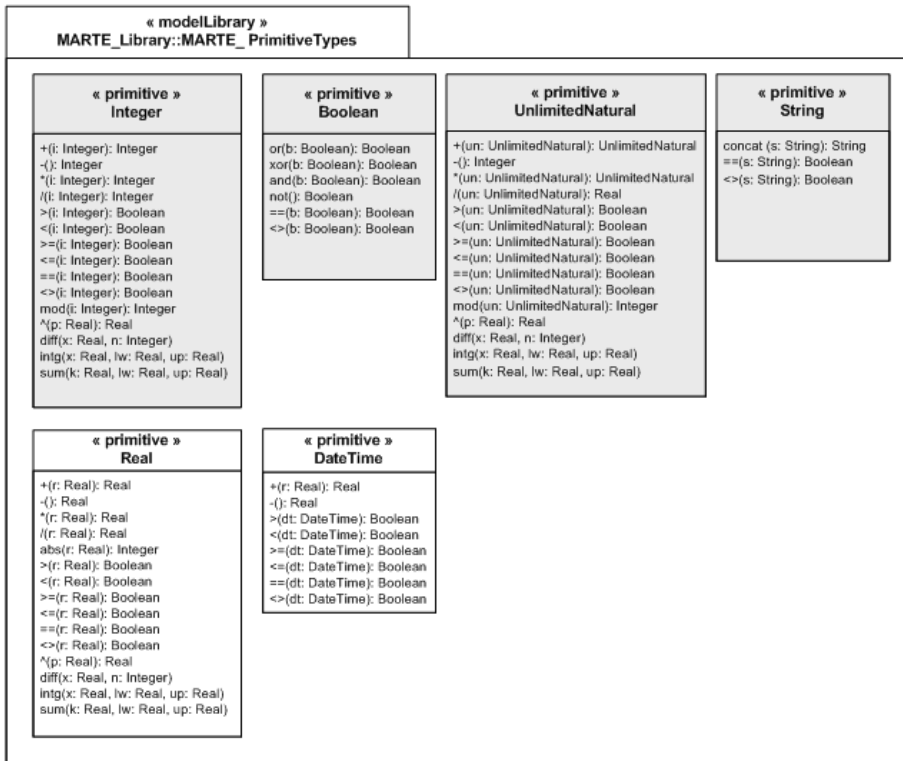 « modelLibrary »
MARTE_Library::MARTE_ PrimitiveTypes
« primitive »
Integer
+(i: Integer): Integer
-(): Integer
*(i: Integer): Integer
/(i: Integer): Integer
>(i: Integer): Boolean
<(i: Integer): Boolean
>=(i: Integer): Boolean
<=(i: Integer): Boolean
==(i: Integer): Boolean
<>(i: Integer): Boolean
mod(i: Integer): Integer
^(p: Real): Real
diff(x: Real, n: Integer)
intg(x: Real, lw: Real, up: Real)
sum(k: Real, lw: Real, up: Real)
« primitive »
Boolean
or(b: Boolean): Boolean
xor(b: Boolean): Boolean
and(b: Boolean): Boolean
not(): Boolean
==(b: Boolean): Boolean
<>(b: Boolean): Boolean
« primitive »
UnlimitedNatural
+(un: UnlimitedNatural): UnlimitedNatural
-(): Integer
*(un: UnlimitedNatural): UnlimitedNatural
/(un: UnlimitedNatural): Real
>(un: UnlimitedNatural): Boolean
<(un: UnlimitedNatural): Boolean
>=(un: UnlimitedNatural): Boolean
<=(un: UnlimitedNatural): Boolean
==(un: UnlimitedNatural): Boolean
<>(un: UnlimitedNatural): Boolean
mod(un: UnlimitedNatural): Integer
^(p: Real): Real
diff(x: Real, n: Integer)
intg(x: Real, lw: Real, up: Real)
sum(k: Real, lw: Real, up: Real)
« primitive »
String
concat (s: String): String
==(s: String): Boolean
<>(s: String): Boolean
« primitive »
Real
+(r: Real): Real
-(): Real
*(r: Real): Real
/(r: Real): Real
abs(r: Real): Integer
>(r: Real): Boolean
<(r: Real): Boolean
>=(r: Real): Boolean
<=(r: Real): Boolean
==(r: Real): Boolean
<>(r: Real): Boolean
^(p: Real): Real
diff(x: Real, n: Integer)
intg(x: Real, lw: Real, up: Real)
sum(k: Real, lw: Real, up: Real)
« primitive »
DateTime
+(r: Real): Real
-(): Real
>(dt: DateTime): Boolean
<(dt: DateTime): Boolean
>=(dt: DateTime): Boolean
<=(dt: DateTime): Boolean
==(dt: DateTime): Boolean
<>(dt: DateTime): Boolean